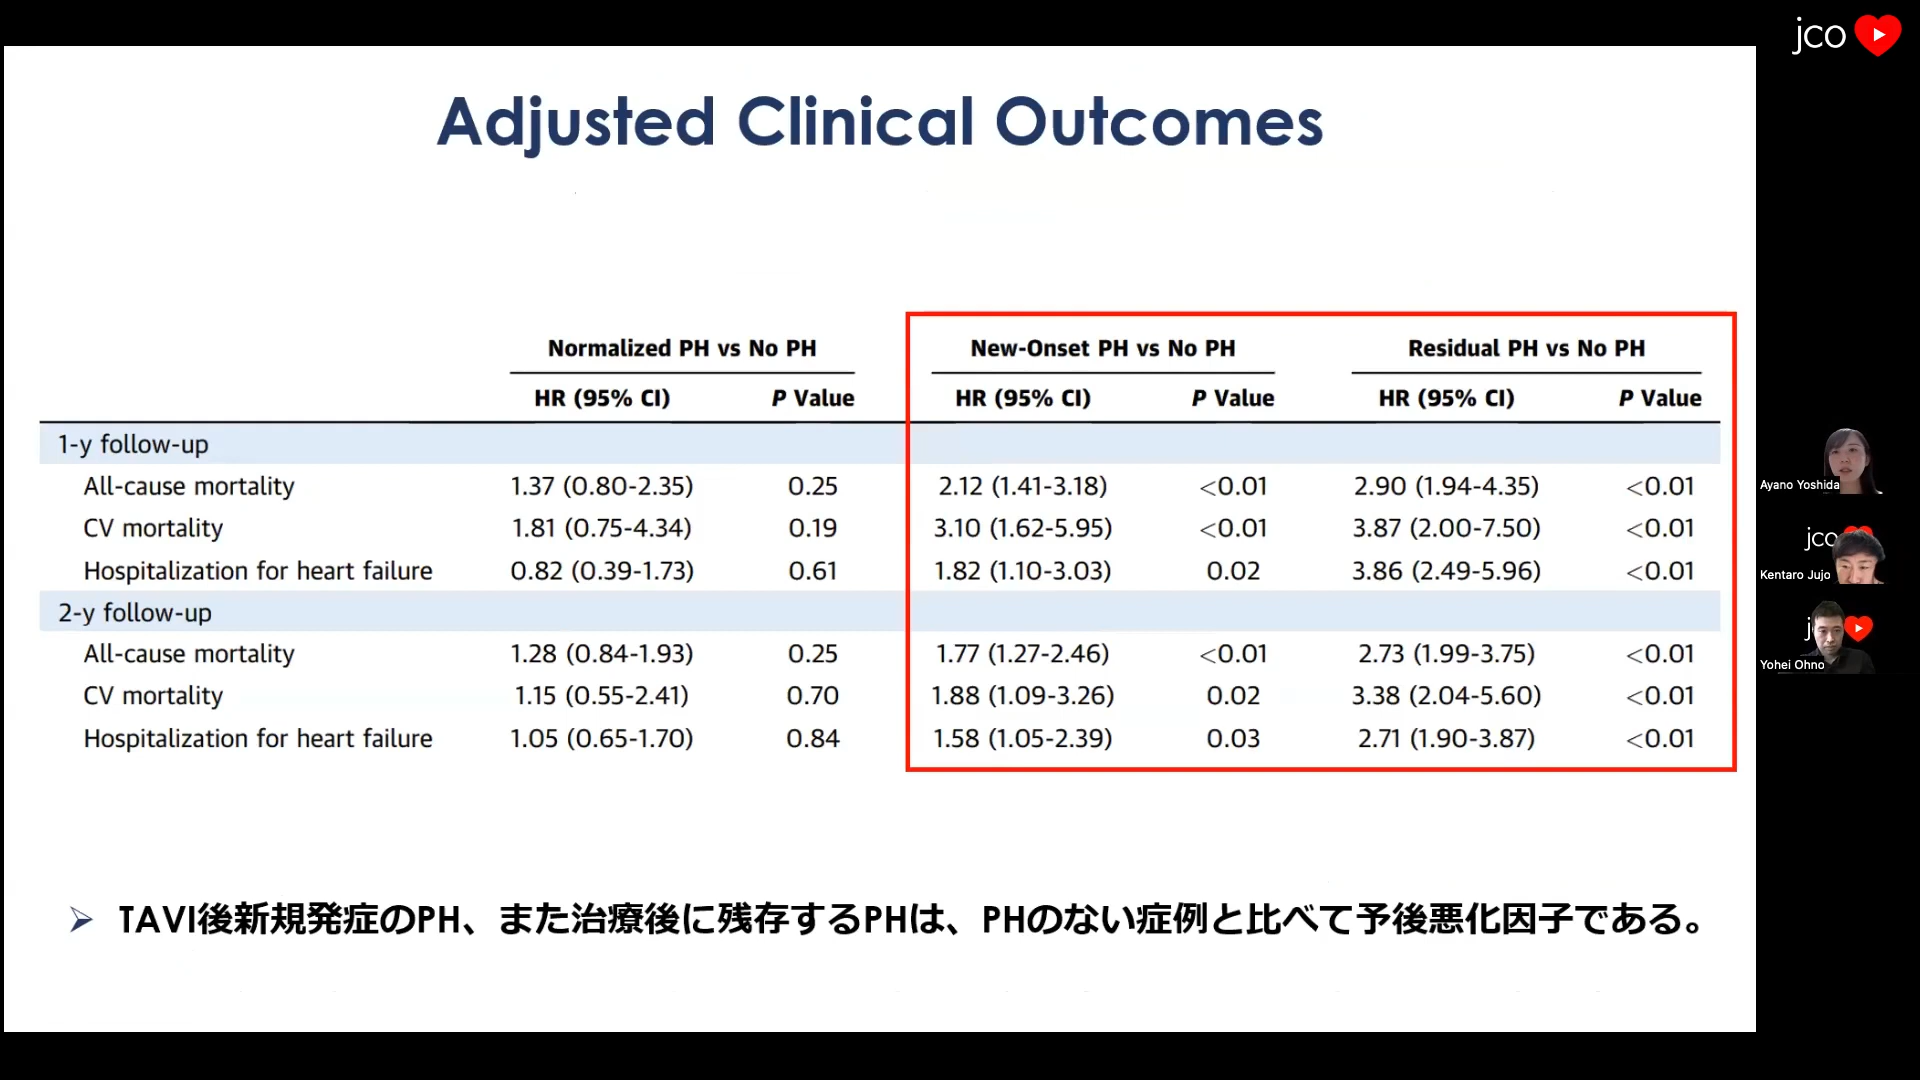 jco
Adjusted Clinical Outcomes
Normalized PH vs No PH New-Onset PH vs No PH Residual PH vs No PH
HR (95% CI) P Value HR (95% CI) P Value HR (95% CI) P Value
1-y follow-up
All-cause mortality 1.37 (0.80-2.35) 0.25 2.12 (1.41-3.18) <0.01 2.90 (1.94-4.35) <0.01
CV mortality 1.81 (0.75-4.34) 0.19 3.10 (1.62-5.95) <0.01 3.87 (2.00-7.50) <0.01
Hospitalization for heart failure 0.82 (0.39-1.73) 0.61 1.82 (1.10-3.03) 0.02 3.86 (2.49-5.96) <0.01
2-y follow-up
All-cause mortality 1.28 (0.84-1.93) 0.25 1.77 (1.27-2.46) <0.01 2.73 (1.99-3.75) <0.01
CV mortality 1.15 (0.55-2.41) 0.70 1.88 (1.09-3.26) 0.02 3.38 (2.04-5.60) <0.01
Hospitalization for heart failure 1.05 (0.65-1.70) 0.84 1.58 (1.05-2.39) 0.03 2.71 (1.90-3.87) <0.01
➢ TAVI後新規発症のPH、また治療後に残存するPHは、PHのない症例と比べて予後悪化因子である。
Ayano Yoshida
jco
Kentaro Jujo
j
Yohei Ohno